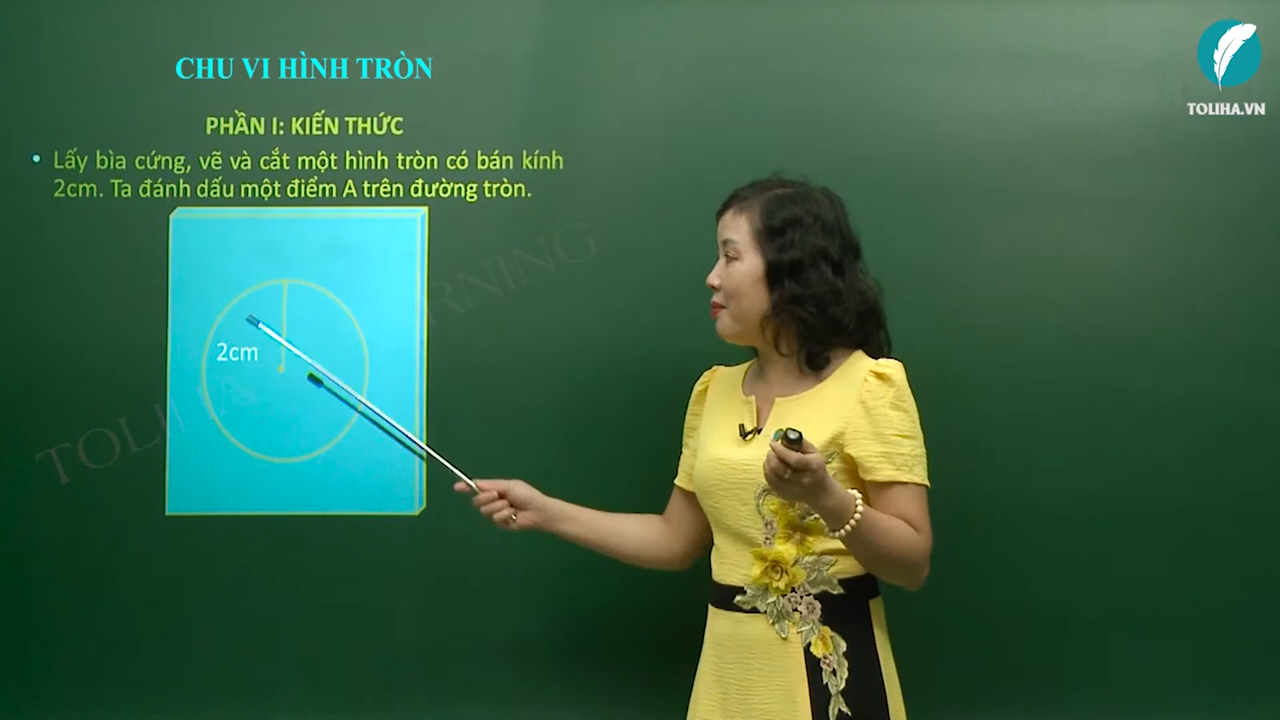 CHU VI HÌNH TRÒN
TOLIHA.VN
PHẦN I: KIẾN THỨC
• Lấy bìa cứng, vẽ và cắt một hình tròn có bán kính
2cm. Ta đánh dấu một điểm A trên đường tròn.
2cm